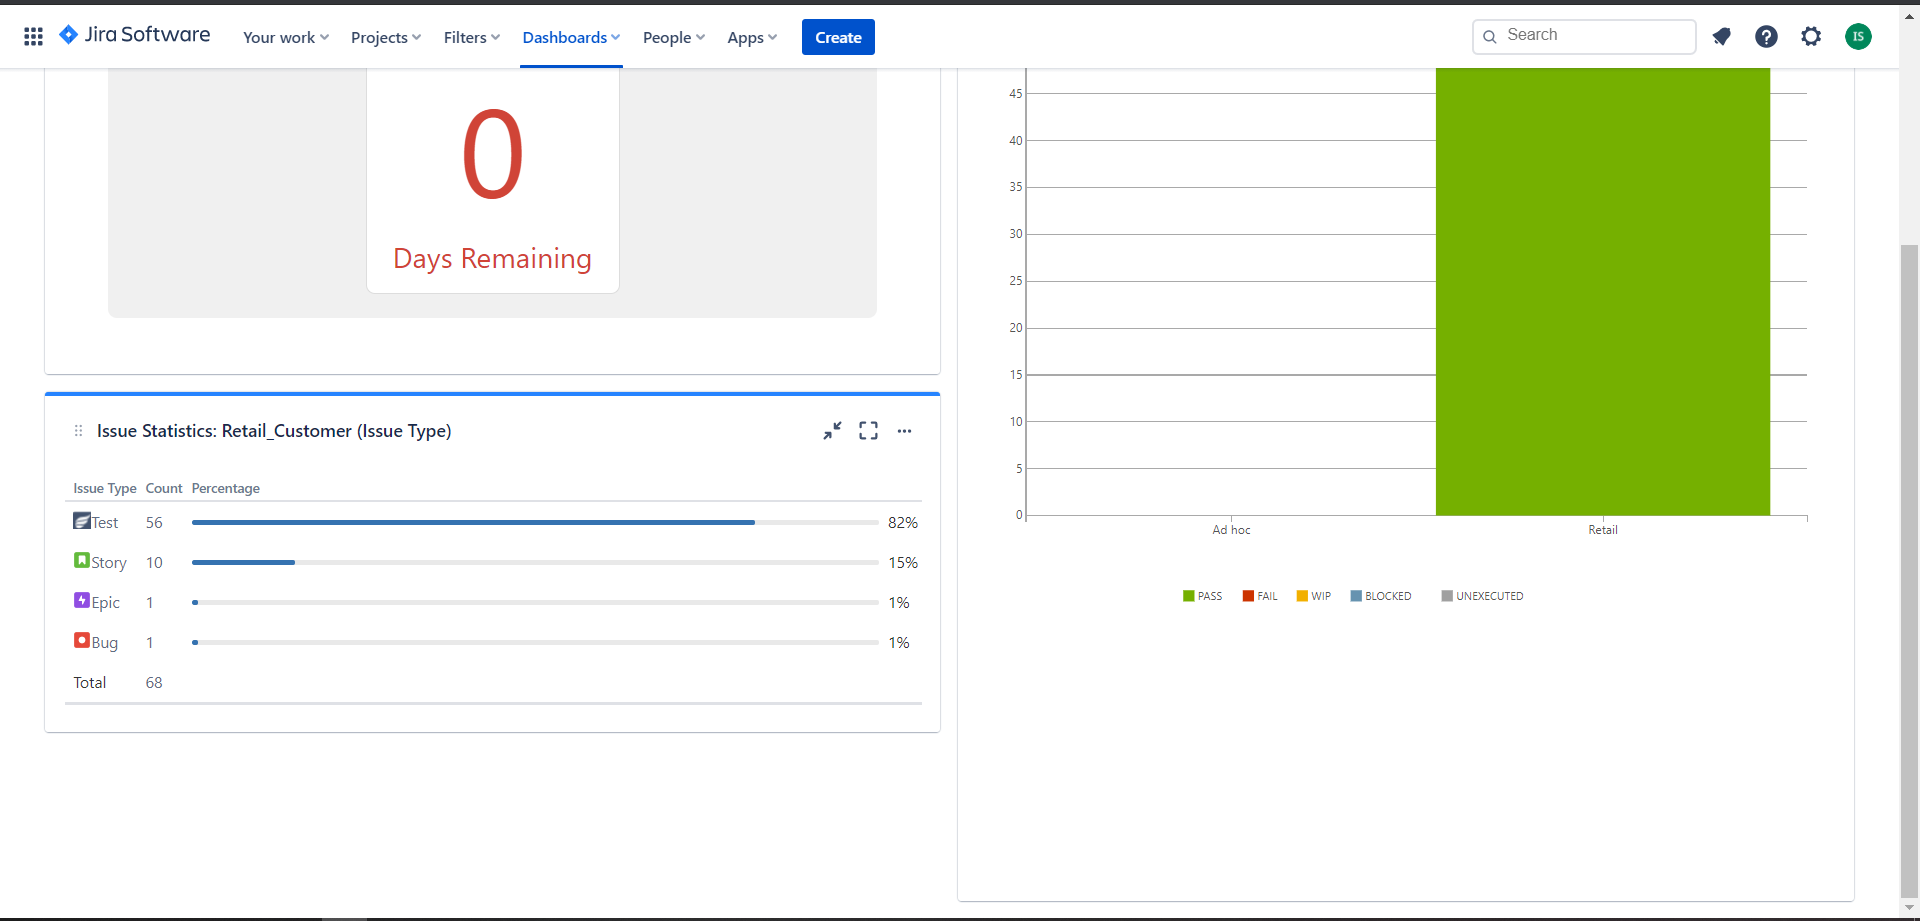 Jira Software Your work Projects Filters Dashboards People Apps Create Search IS
0
Days Remaining
Issue Statistics: Retail_Customer (Issue Type)
Issue Type Count Percentage
Test 56 82%
Story 10 15%
Epic 1 1%
Bug 1 1%
Total 68
45
40
35
30
25
20
15
10
5
0
Ad hoc Retail
PASS FAIL WIP BLOCKED UNEXECUTED